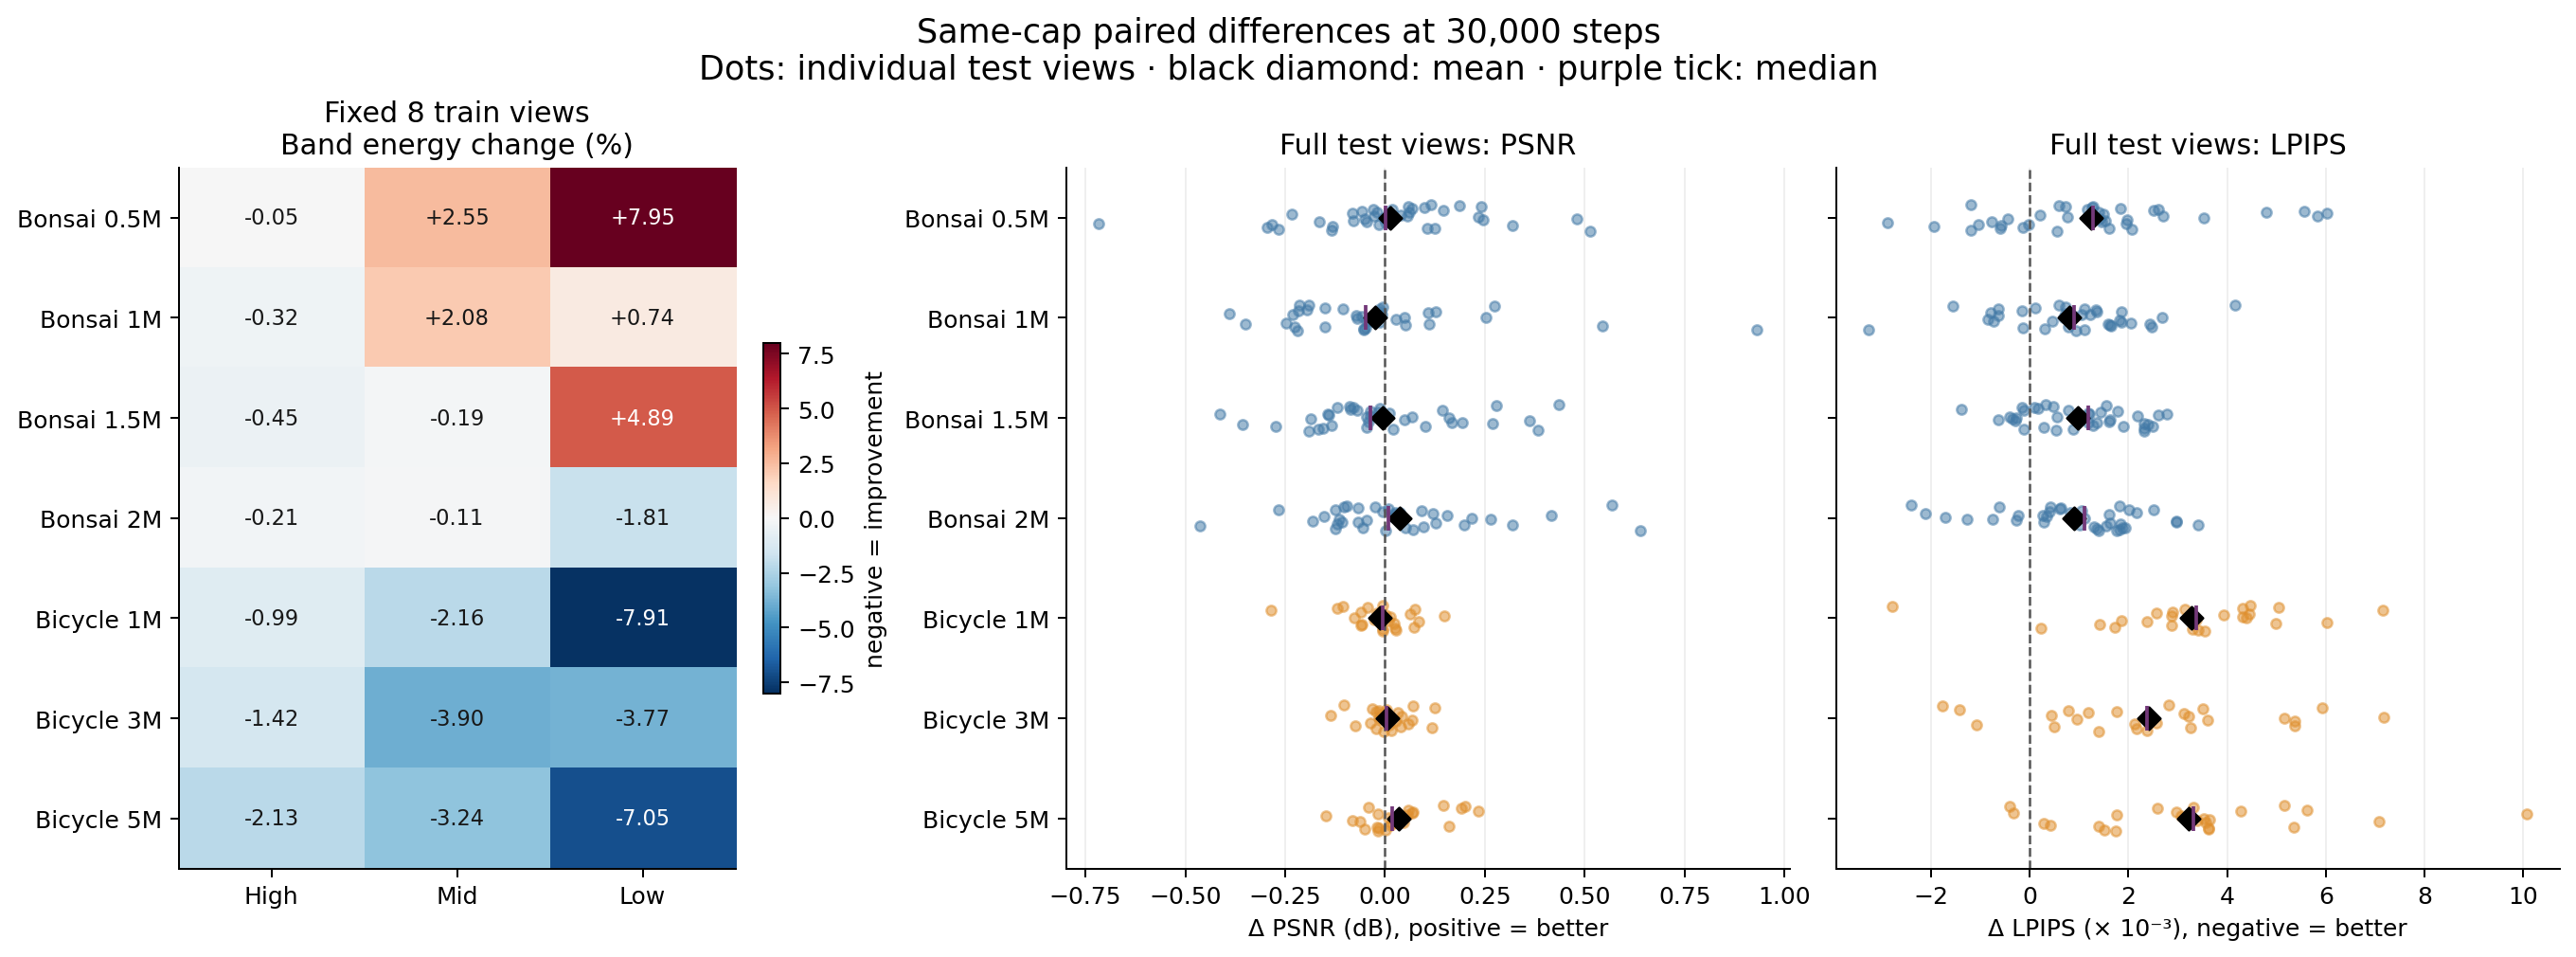 Same-cap paired differences at 30,000 steps
Dots: individual test views · black diamond: mean · purple tick: median
Fixed 8 train views
Band energy change (%)
Bonsai 0.5M
-0.05
+2.55
+7.95
Bonsai 1M
-0.32
+2.08
+0.74
Bonsai 1.5M
-0.45
-0.19
+4.89
Bonsai 2M
-0.21
-0.11
-1.81
Bicycle 1M
-0.99
-2.16
-7.91
Bicycle 3M
-1.42
-3.90
-3.77
Bicycle 5M
-2.13
-3.24
-7.05
High
Mid
Low
7.5
5.0
2.5
0.0
−2.5
−5.0
−7.5
negative = improvement
Full test views: PSNR
Bonsai 0.5M
Bonsai 1M
Bonsai 1.5M
Bonsai 2M
Bicycle 1M
Bicycle 3M
Bicycle 5M
−0.75
−0.50
−0.25
0.00
0.25
0.50
0.75
1.00
Δ PSNR (dB), positive = better
Full test views: LPIPS
−2
0
2
4
6
8
10
Δ LPIPS (× 10⁻³), negative = better